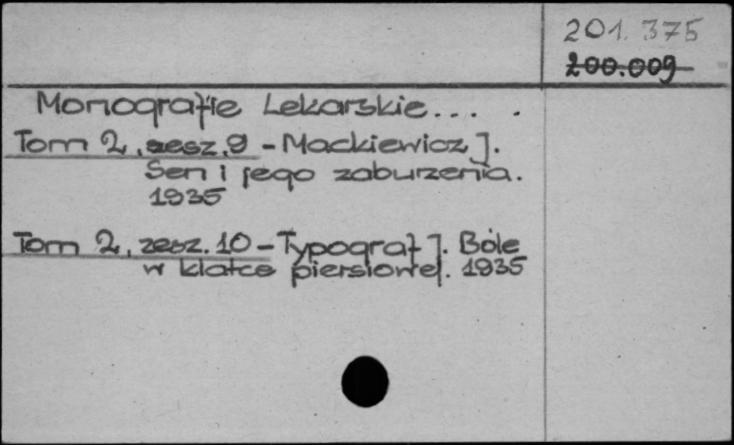 201.375
200.009
Monografie Lekarskie... .
Tom 2, zesz. 9 - Mackiewicz J.
Sen i jego zaburzenia.
1935
Tom 2, zesz. 10 - Typograf J. Bóle
w klatce piersiowej. 1935